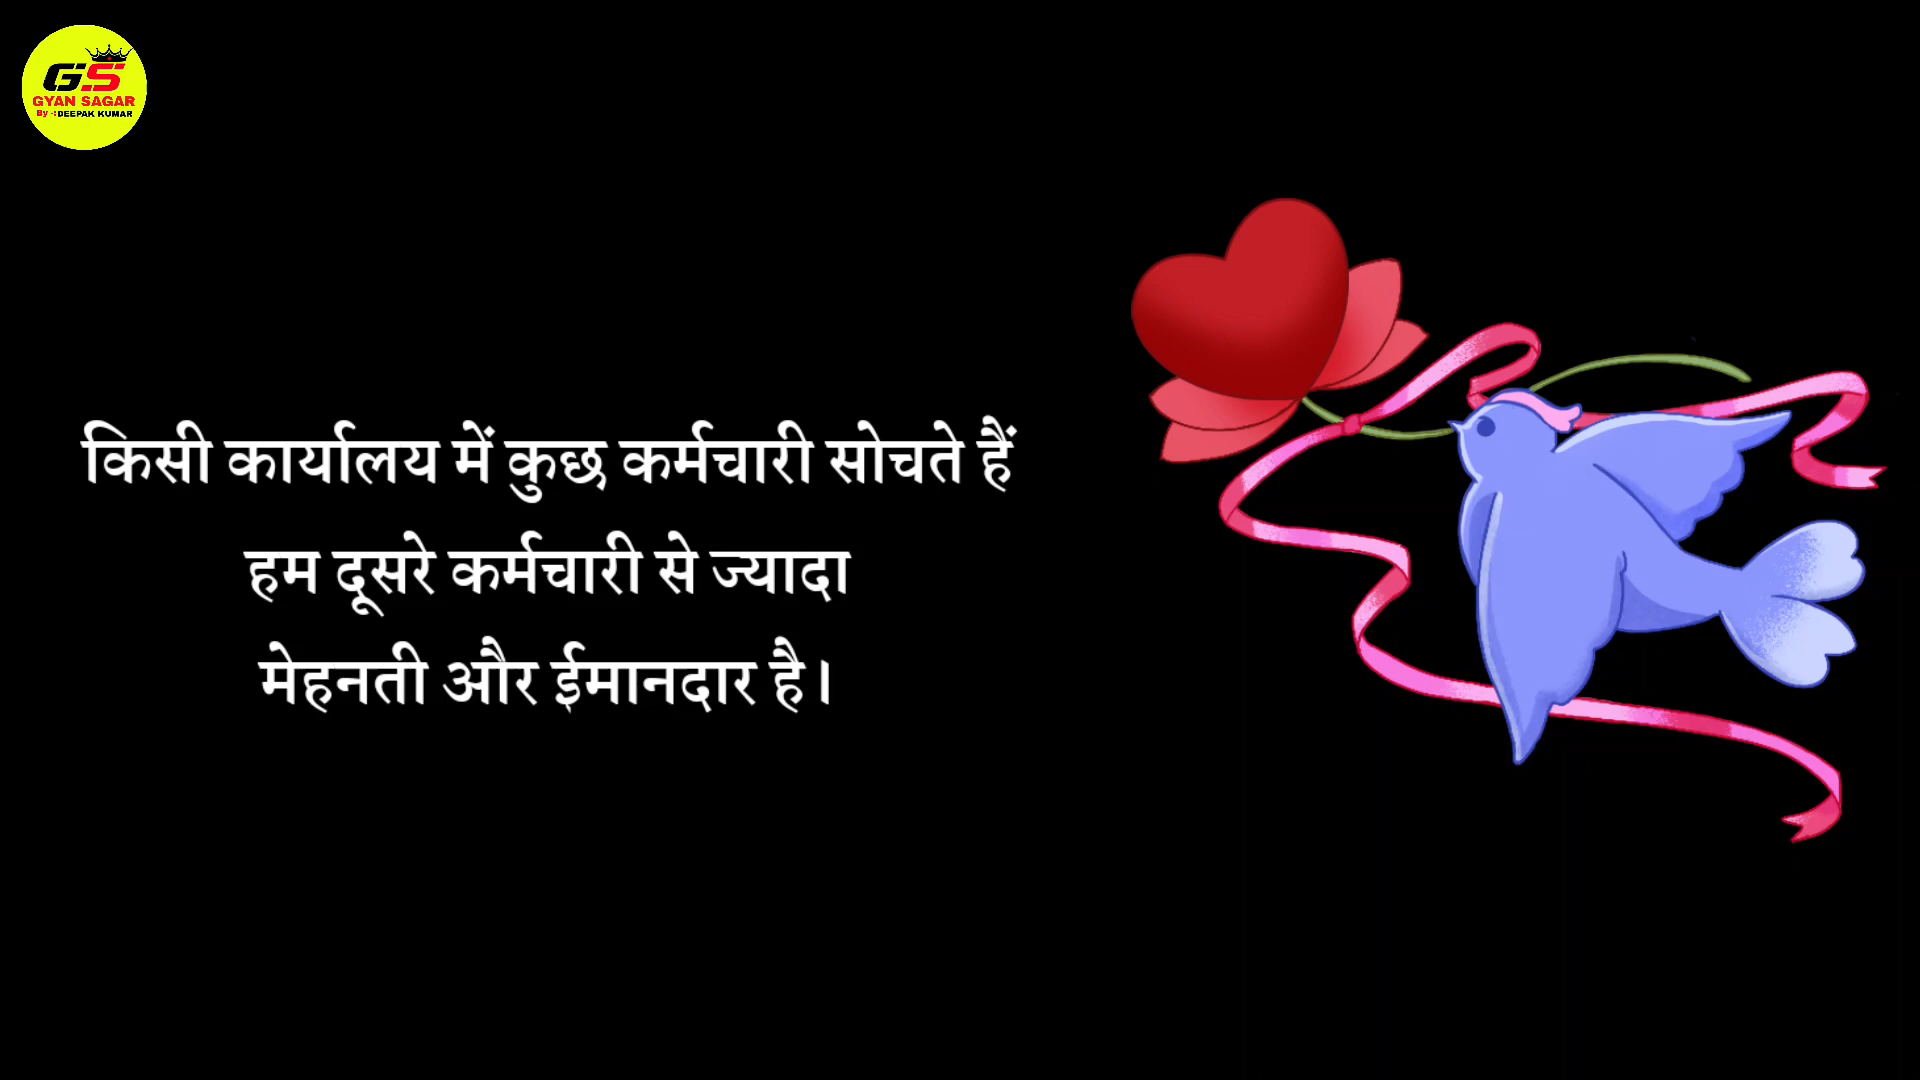 GS
GYAN SAGAR
By -: DEEPAK KUMAR
किसी कार्यालय में कुछ कर्मचारी सोचते हैं
हम दूसरे कर्मचारी से ज्यादा
मेहनती और ईमानदार है।